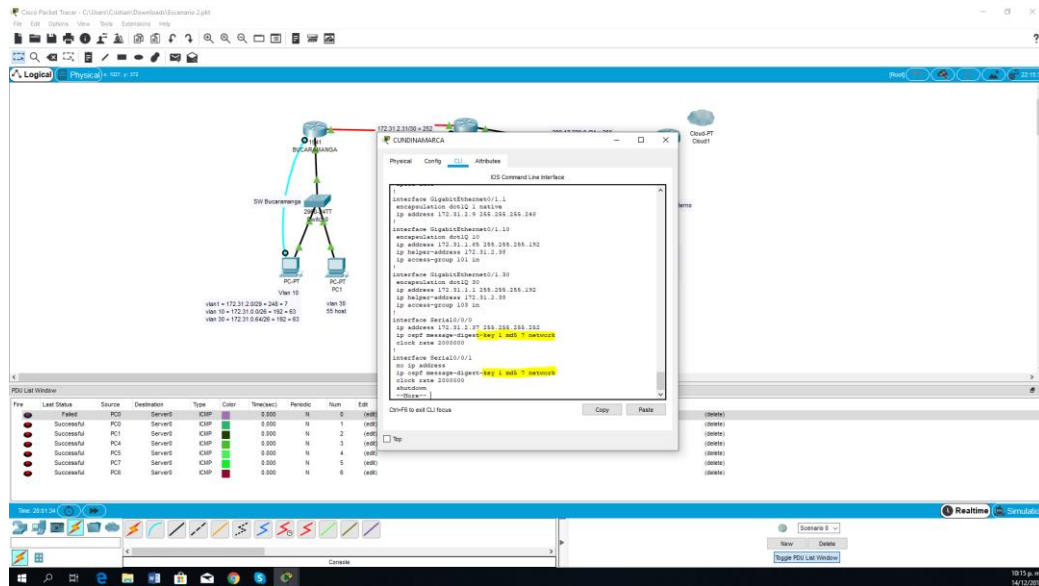 Cisco Packet Tracer - C:\Users\Cristian\Downloads\Escenario 2.pkt
File Edit Options View Tools Extensions Help
Logical Physical x: 1027, y: 372
[Root]
172.31.2.31/30 = 252
1941
BUCARAMANGA
SW Bucaramanga
Cloud-PT
Cloud1
PC-PT
PC-PT
PC1
Vlan 10
vlan1 = 172.31.2.0/29 = 248 = 7
vlan 10 = 172.31.0.0/26 = 192 = 63
vlan 30 = 172.31.0.64/26 = 192 = 63
vlan 30
55 host
CUNDINAMARCA
Physical Config CLI Attributes
IOS Command Line Interface
!
interface GigabitEthernet0/1.1
encapsulation dot1Q 1 native
ip address 172.31.2.9 255.255.255.248
!
interface GigabitEthernet0/1.10
encapsulation dot1Q 10
ip address 172.31.1.65 255.255.255.192
ip helper-address 172.31.2.38
ip access-group 101 in
!
interface GigabitEthernet0/1.30
encapsulation dot1Q 30
ip address 172.31.1.1 255.255.255.192
ip helper-address 172.31.2.38
ip access-group 103 in
!
interface Serial0/0/0
ip address 172.31.2.37 255.255.255.252
ip ospf message-digest-key 1 md5 7 network
clock rate 2000000
!
interface Serial0/0/1
no ip address
ip ospf message-digest-key 1 md5 7 network
clock rate 2000000
shutdown
--More--
Ctrl+F6 to exit CLI focus Copy Paste
Top
PDU List Window
Fire Last Status Source Destination Type Color Time(sec) Periodic Num Edit
Failed PC0 Server0 ICMP 0.000 N 0 (edit) (delete)
Successful PC0 Server0 ICMP 0.000 N 1 (edit) (delete)
Successful PC1 Server0 ICMP 0.000 N 2 (edit) (delete)
Successful PC4 Server0 ICMP 0.000 N 3 (edit) (delete)
Successful PC5 Server0 ICMP 0.000 N 4 (edit) (delete)
Successful PC7 Server0 ICMP 0.000 N 5 (edit) (delete)
Successful PC6 Server0 ICMP 0.000 N 6 (edit) (delete)
Time: 26:01:34
Realtime Simulatio
Scenario 0
New Delete
Toggle PDU List Window
Console
10:15 p. m.
14/12/201